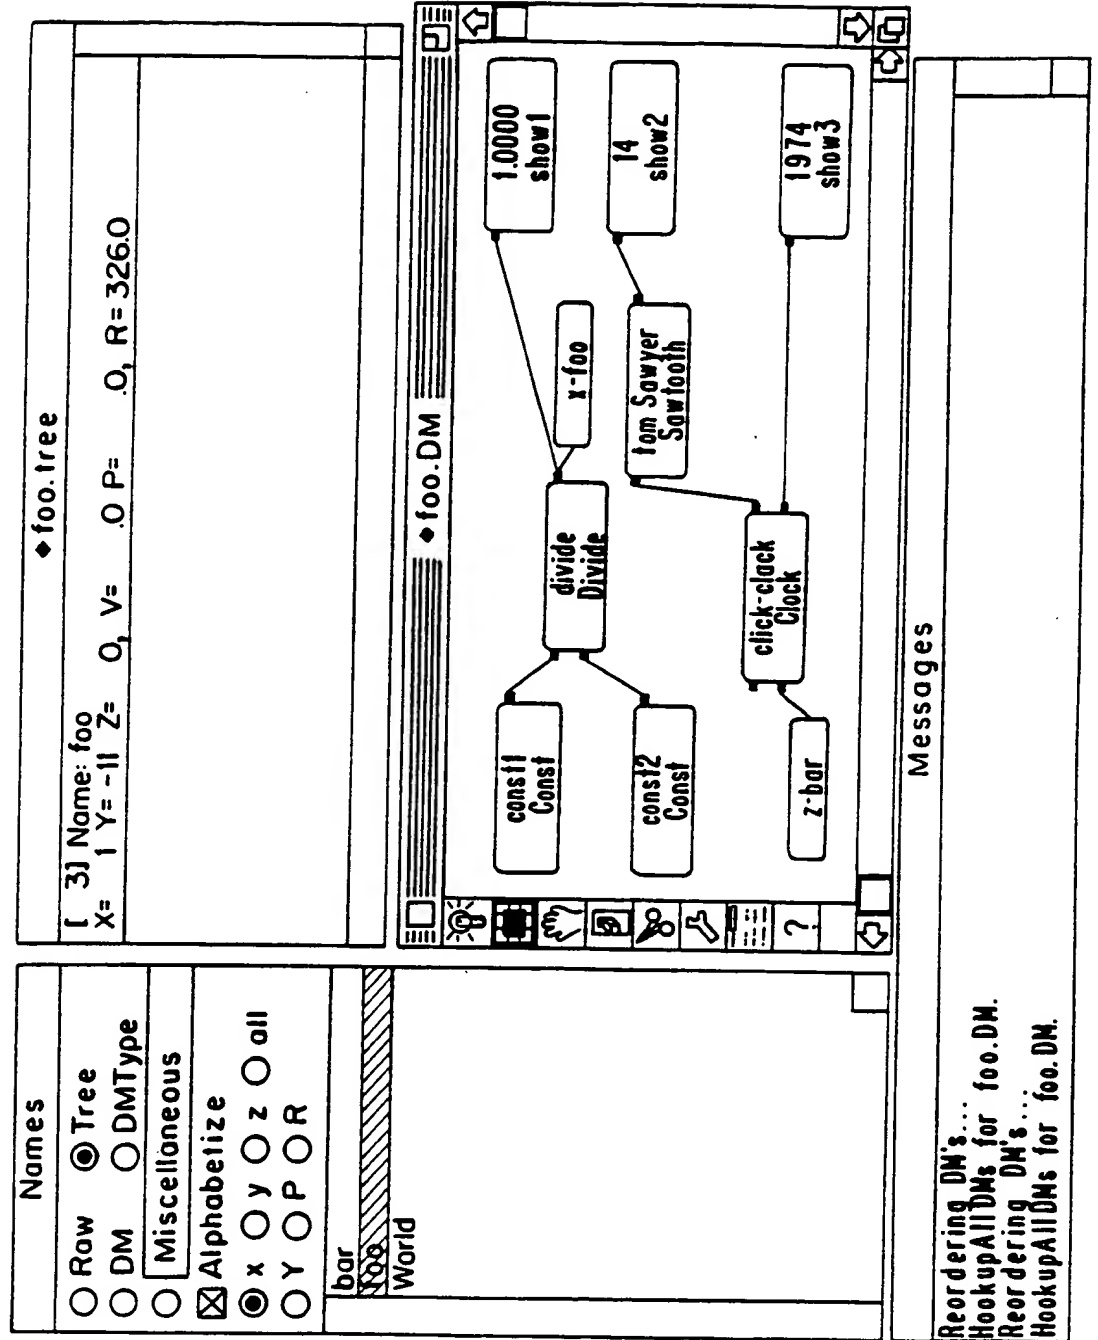 Names
Raw Tree
DM DMType
Miscellaneous
Alphabetize
x y z all
Y P R
bar
foo
World
foo.tree
[ 3] Name: foo
X= 1 Y= -11 Z= 0, V= .0 P= .0, R= 326.0
foo.DM
?
const1
Const
const2
Const
z-bar
divide
Divide
click-clack
Clock
x-foo
tom Sawyer
Sawtooth
1.0000
show1
14
show2
1974
show3
Messages
Reordering DM's...
HookupAllDMs for foo.DM.
Reordering DM's...
HookupAllDMs for foo.DM.